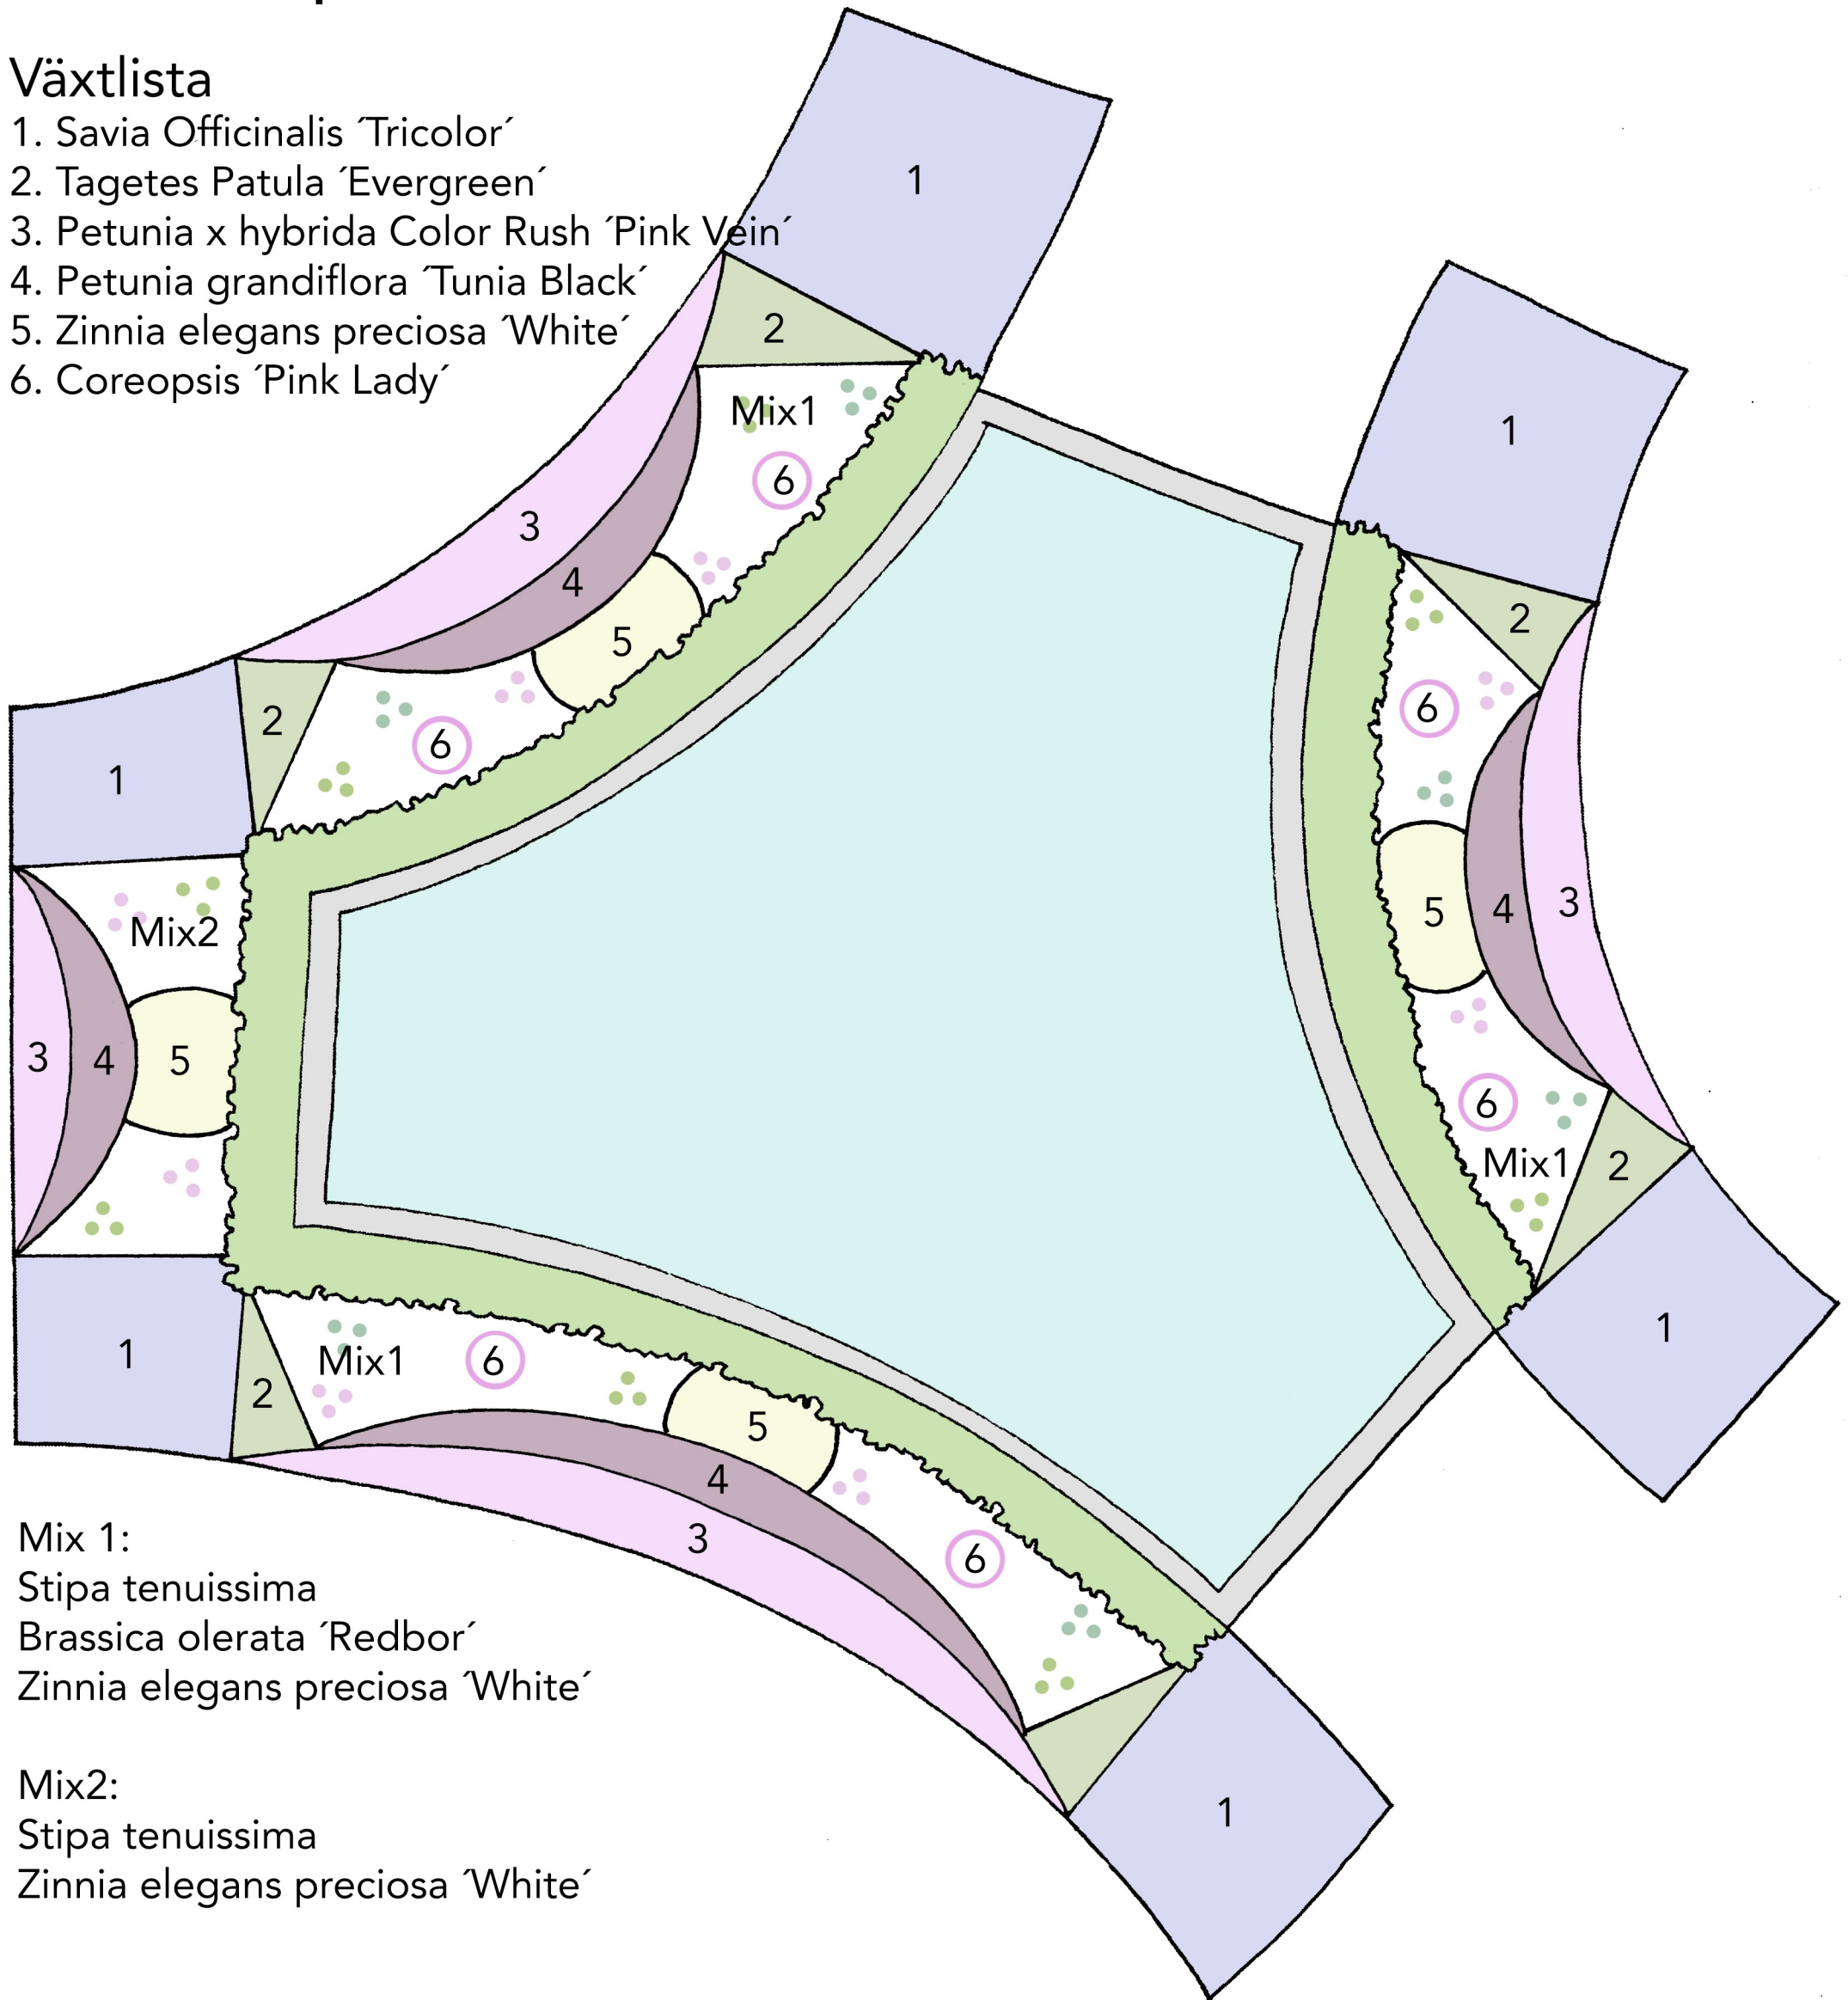 Växtlista
1. Savia Officinalis ´Tricolor´
2. Tagetes Patula ´Evergreen´
3. Petunia x hybrida Color Rush ´Pink Vein´
4. Petunia grandiflora ´Tunia Black´
5. Zinnia elegans preciosa ´White´
6. Coreopsis ´Pink Lady´
1
2
Mix1
6
3
4
5
2
6
1
1
2
6
5
4
3
6
Mix1
2
1
Mix2
3
4
5
1
2
Mix1
6
5
4
3
6
1
Mix 1:
Stipa tenuissima
Brassica olerata ´Redbor´
Zinnia elegans preciosa ´White´
Mix2:
Stipa tenuissima
Zinnia elegans preciosa ´White´